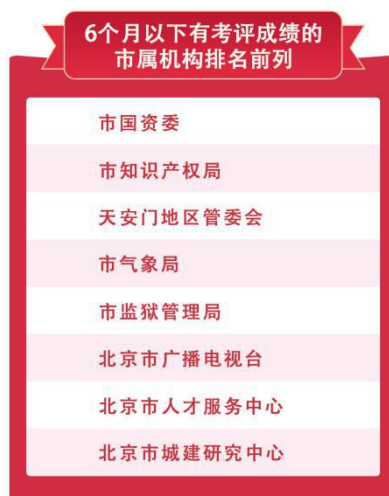 6个月以下有考评成绩的
市属机构排名前列
市国资委
市知识产权局
天安门地区管委会
市气象局
市监狱管理局
北京市广播电视台
北京市人才服务中心
北京市城建研究中心